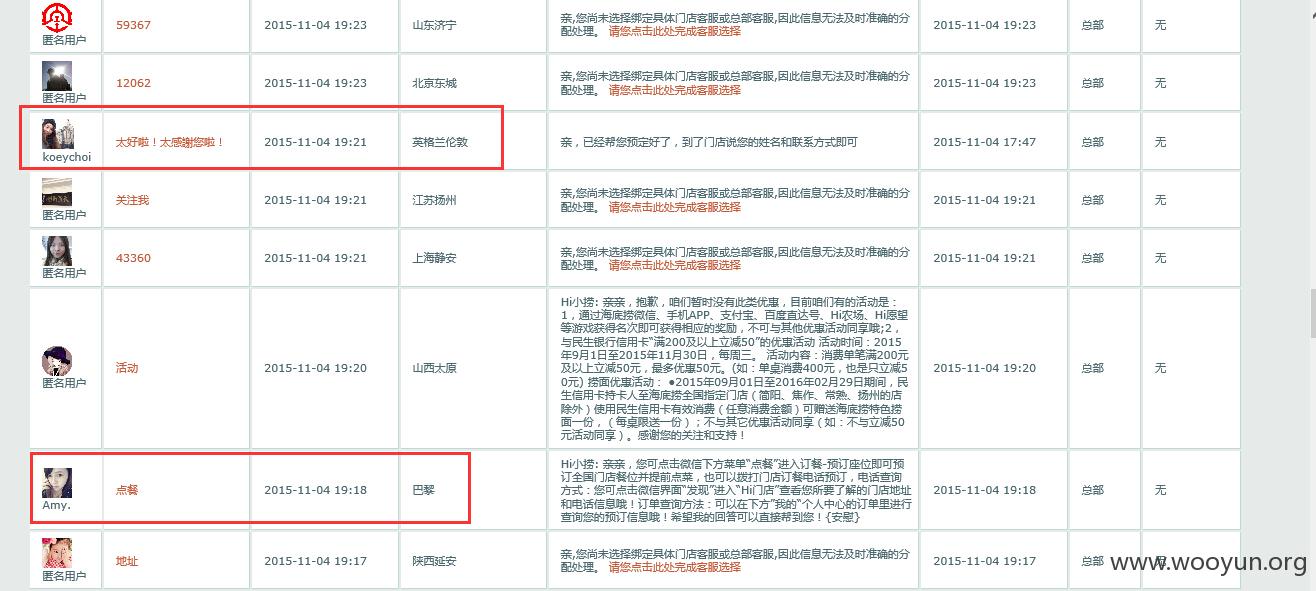 59367 2015-11-04 19:23 山东济宁 亲,您尚未选择绑定具体门店客服或总部客服,因此信息无法及时准确的分 2015-11-04 19:23 总部 无
配处理。 请您点击此处完成客服选择
匿名用户
12062 2015-11-04 19:23 北京东城 亲,您尚未选择绑定具体门店客服或总部客服,因此信息无法及时准确的分 2015-11-04 19:23 总部 无
配处理。 请您点击此处完成客服选择
匿名用户
太好啦！太感謝您啦！ 2015-11-04 19:21 英格兰伦敦 亲，已经帮您预定好了，到了门店说您的姓名和联系方式即可 2015-11-04 17:47 总部 无
koeychoi
关注我 2015-11-04 19:21 江苏扬州 亲,您尚未选择绑定具体门店客服或总部客服,因此信息无法及时准确的分 2015-11-04 19:21 总部 无
配处理。 请您点击此处完成客服选择
匿名用户
43360 2015-11-04 19:21 上海静安 亲,您尚未选择绑定具体门店客服或总部客服,因此信息无法及时准确的分 2015-11-04 19:21 总部 无
配处理。 请您点击此处完成客服选择
匿名用户
Hi小捞: 亲亲，抱歉，咱们暂时没有此类优惠，目前咱们有的活动是：
1，通过海底捞微信、手机APP、支付宝、百度直达号、Hi农场、Hi愿望
等游戏获得名次即可获得相应的奖励，不可与其他优惠活动同享哦;2，
与民生银行信用卡“满200及以上立减50”的优惠活动 活动时间：2015
年9月1日至2015年11月30日，每周三。 活动内容：消费单笔满200元
及以上立减50元，最多优惠50元。(如：单桌消费400元，也是只立减5
0元) 捞面优惠活动： ●2015年09月01日至2016年02月29日期间，民
生信用卡持卡人至海底捞全国指定门店（简阳、焦作、常熟、扬州的店
除外）使用民生信用卡有效消费（任意消费金额）可赠送海底捞特色捞
面一份，（每桌限送一份）；不与其它优惠活动同享（如：不与立减50
元活动同享）。感谢您的关注和支持！
匿名用户 活动 2015-11-04 19:20 山西太原 2015-11-04 19:20 总部 无
Hi小捞: 亲亲，您可点击微信下方菜单“点餐”进入订餐-预订座位即可预
订全国门店餐位并提前点菜，也可以拨打门店订餐电话预订，电话查询
方式：您可点击微信界面“发现”进入“Hi门店”查看您所要了解的门店地址
和电话信息哦！订单查询方法：可以在下方“我的“个人中心的订单里进行
查询您的预订信息哦！希望我的回答可以直接帮到您！{安慰}
Amy. 点餐 2015-11-04 19:18 巴黎 2015-11-04 19:18 总部 无
地址 2015-11-04 19:17 陕西延安 亲,您尚未选择绑定具体门店客服或总部客服,因此信息无法及时准确的分 2015-11-04 19:17 总部 无
配处理。 请您点击此处完成客服选择
匿名用户
www.wooyun.org